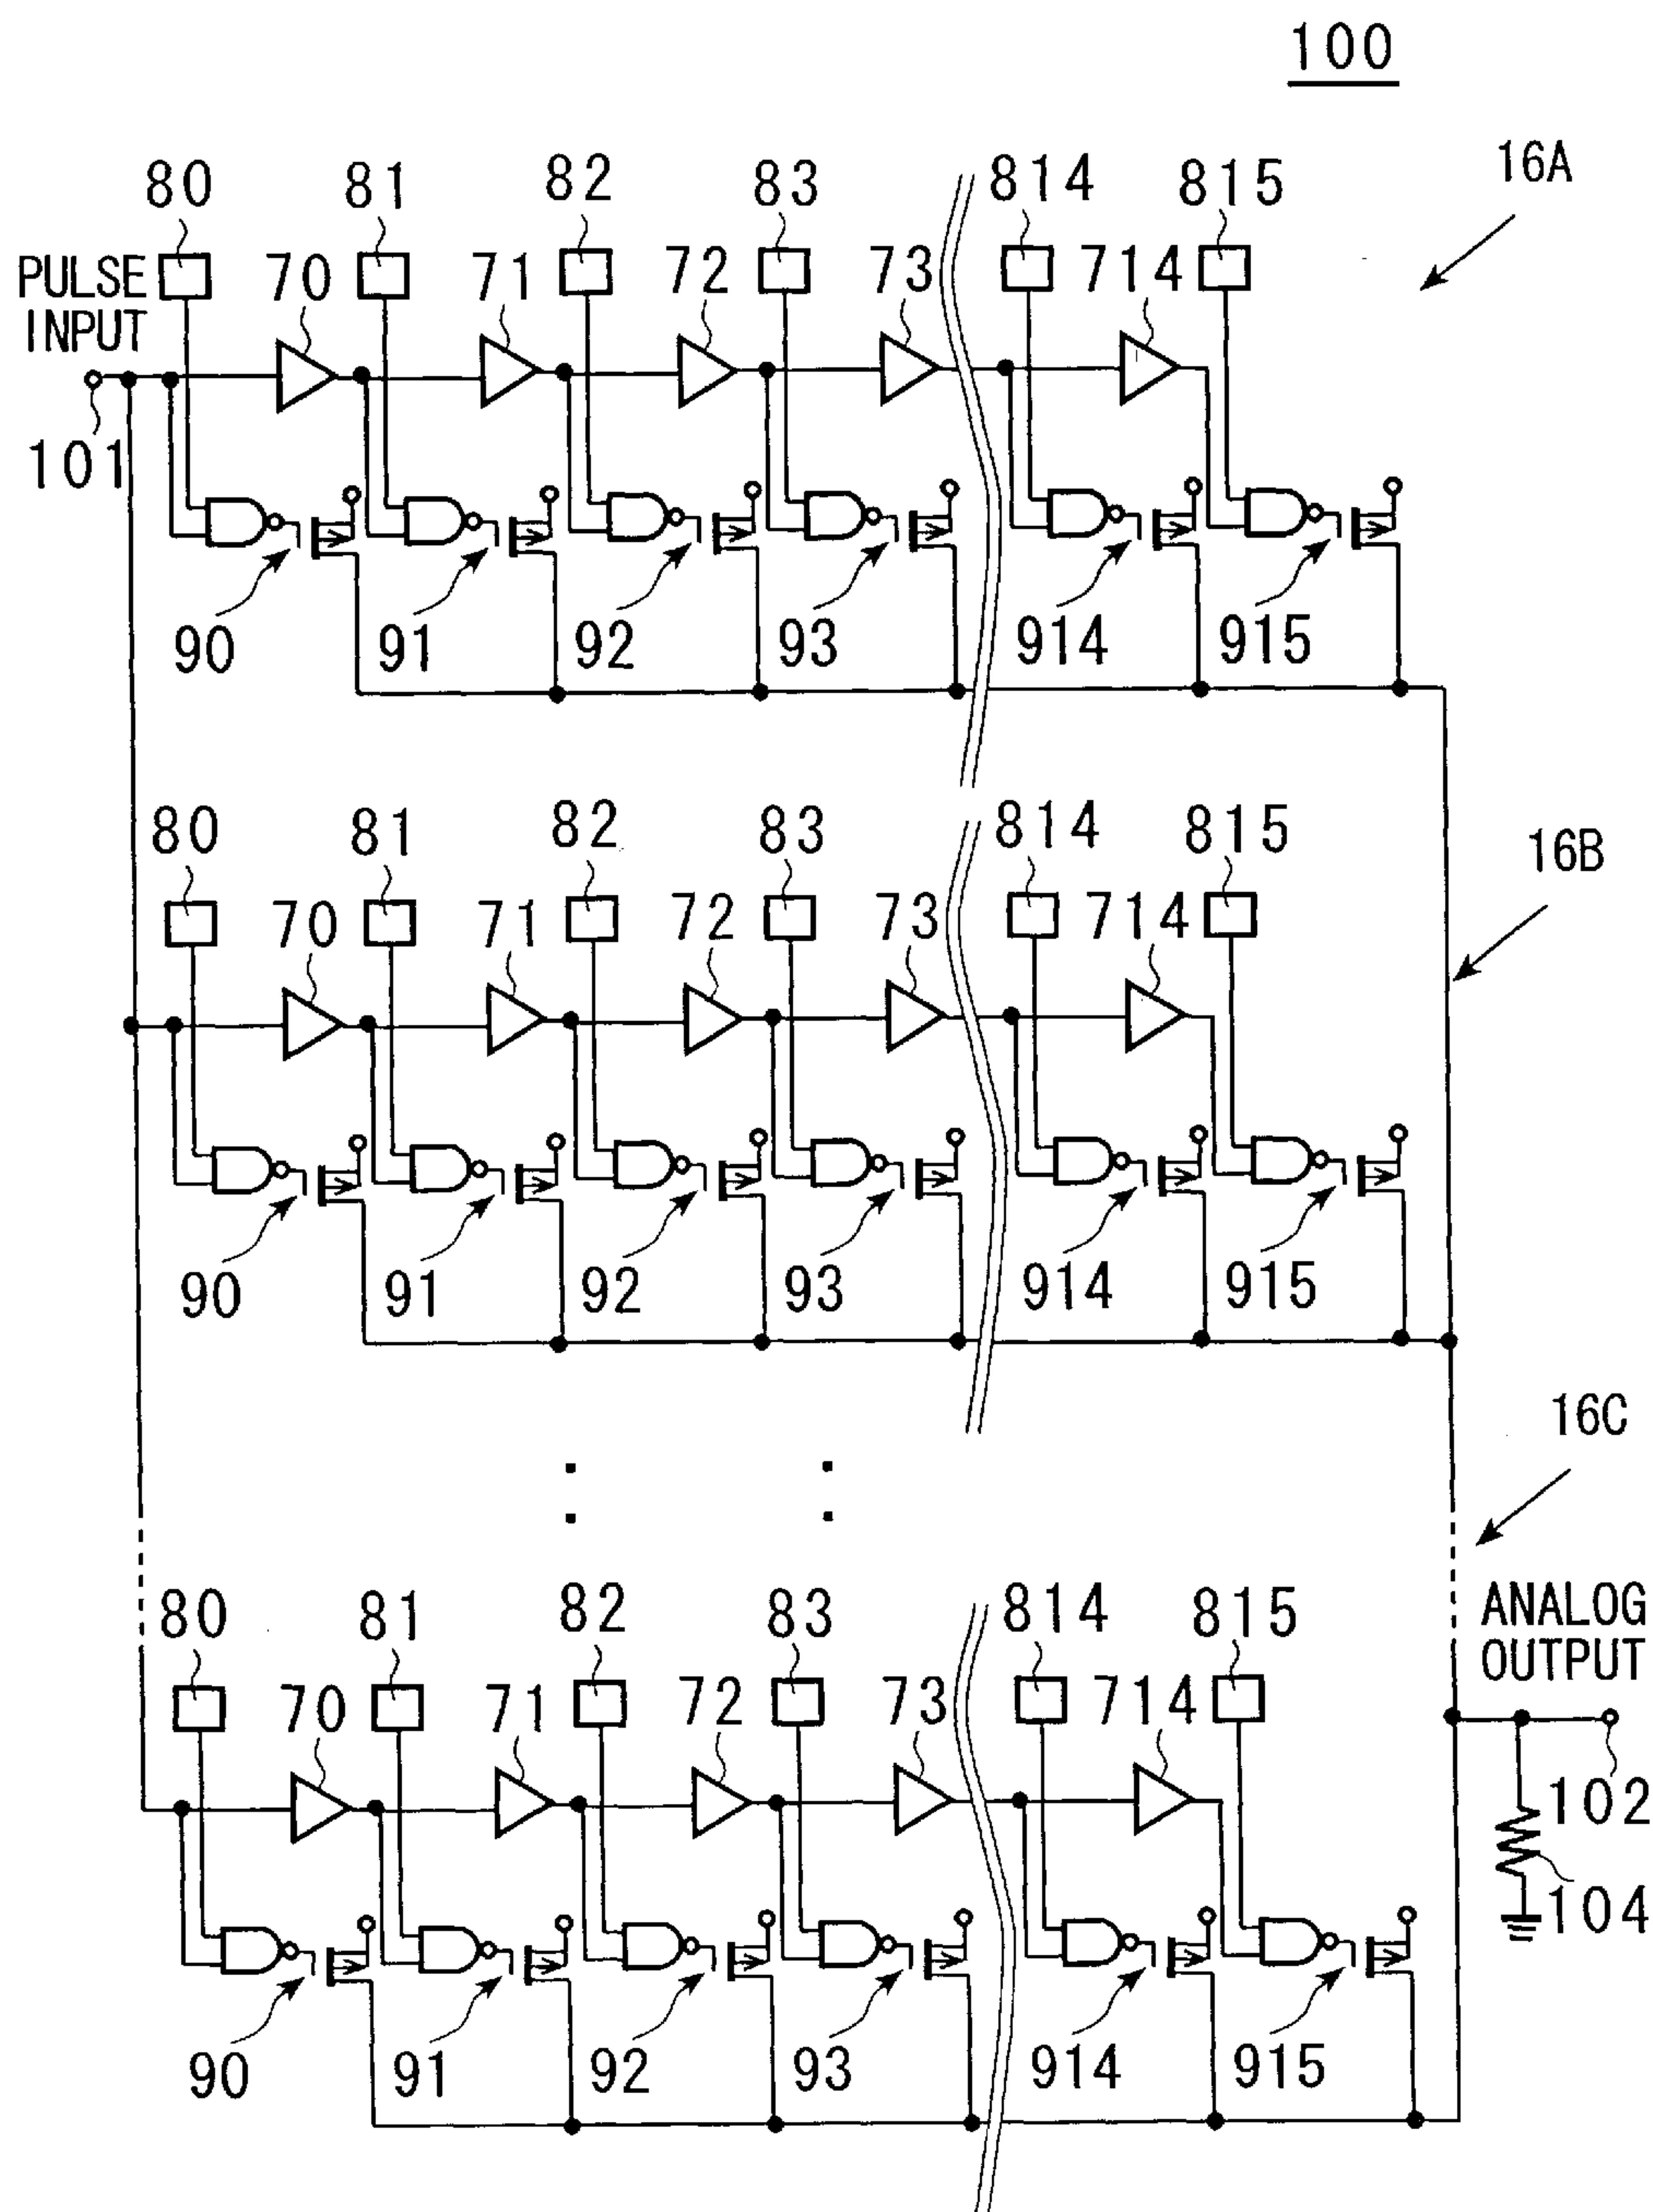 100
16A
80 81 82 83 814 815
PULSE INPUT
70 71 72 73 714
101
90 91 92 93 914 915
80 81 82 83 814 815
16B
70 71 72 73 714
90 91 92 93 914 915
16C
80 81 82 83 814 815
ANALOG OUTPUT
70 71 72 73 714
102
104
90 91 92 93 914 915